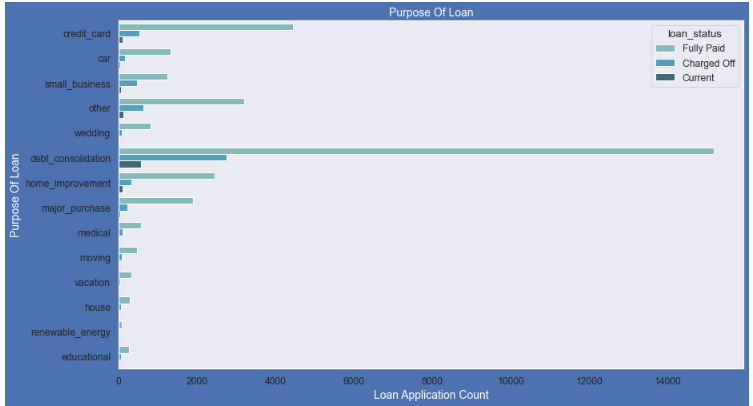 Purpose Of Loan
loan_status
Fully Paid
Charged Off
Current
Purpose Of Loan
credit_card
car
small_business
other
wedding
debt_consolidation
home_improvement
major_purchase
medical
moving
vacation
house
renewable_energy
educational
0 2000 4000 6000 8000 10000 12000 14000
Loan Application Count